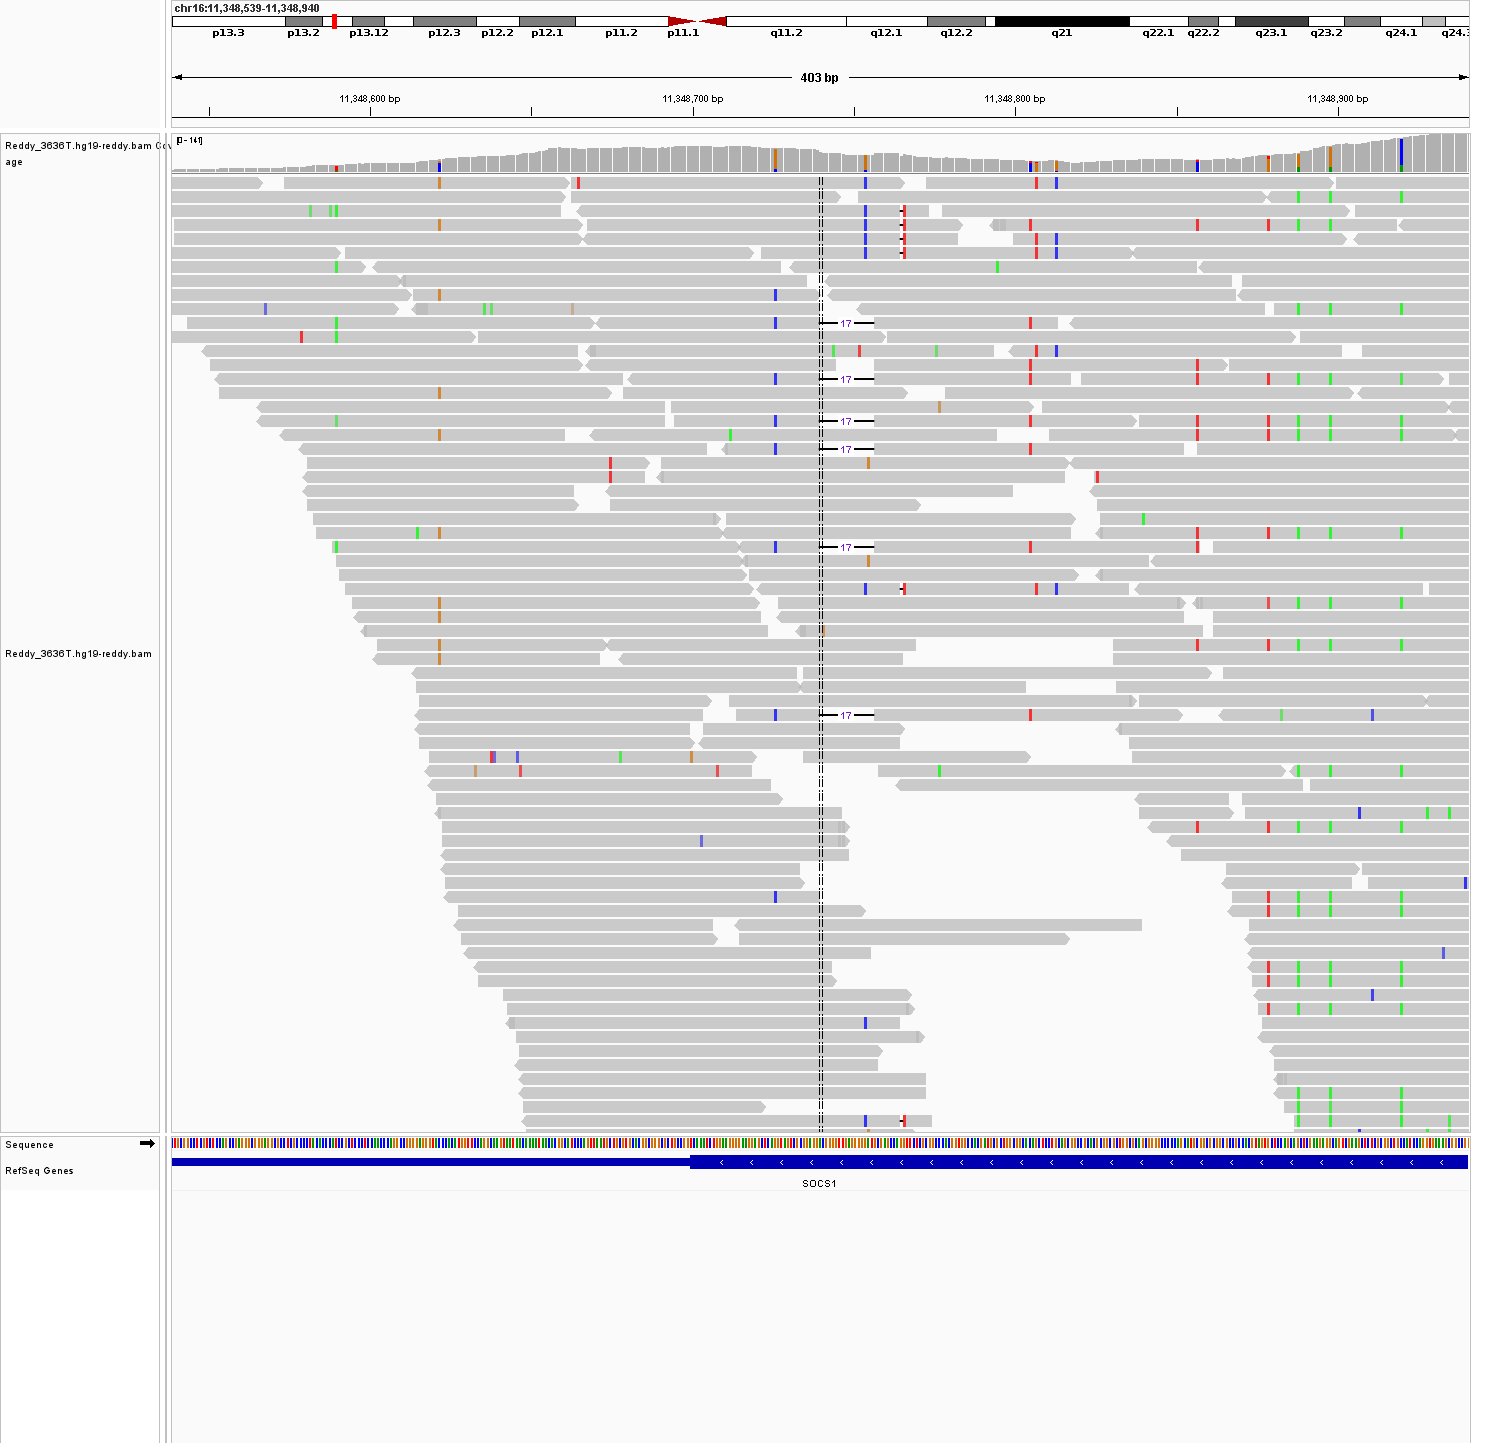 chr16:11,348,539-11,348,940
p13.3 p13.2 p13.12 p12.3 p12.2 p12.1 p11.2 p11.1 q11.2 q12.1 q12.2 q21 q22.1 q22.2 q23.1 q23.2 q24.1
403 bp
11,348,600 bp 11,348,700 bp 11,348,800 bp 11,348,900 bp
Reddy_3636T.hg19-reddy.bam
age
[0 - 141]
17
17
17
17
17
Reddy_3636T.hg19-reddy.bam
17
Sequence
RefSeq Genes
SOCS1